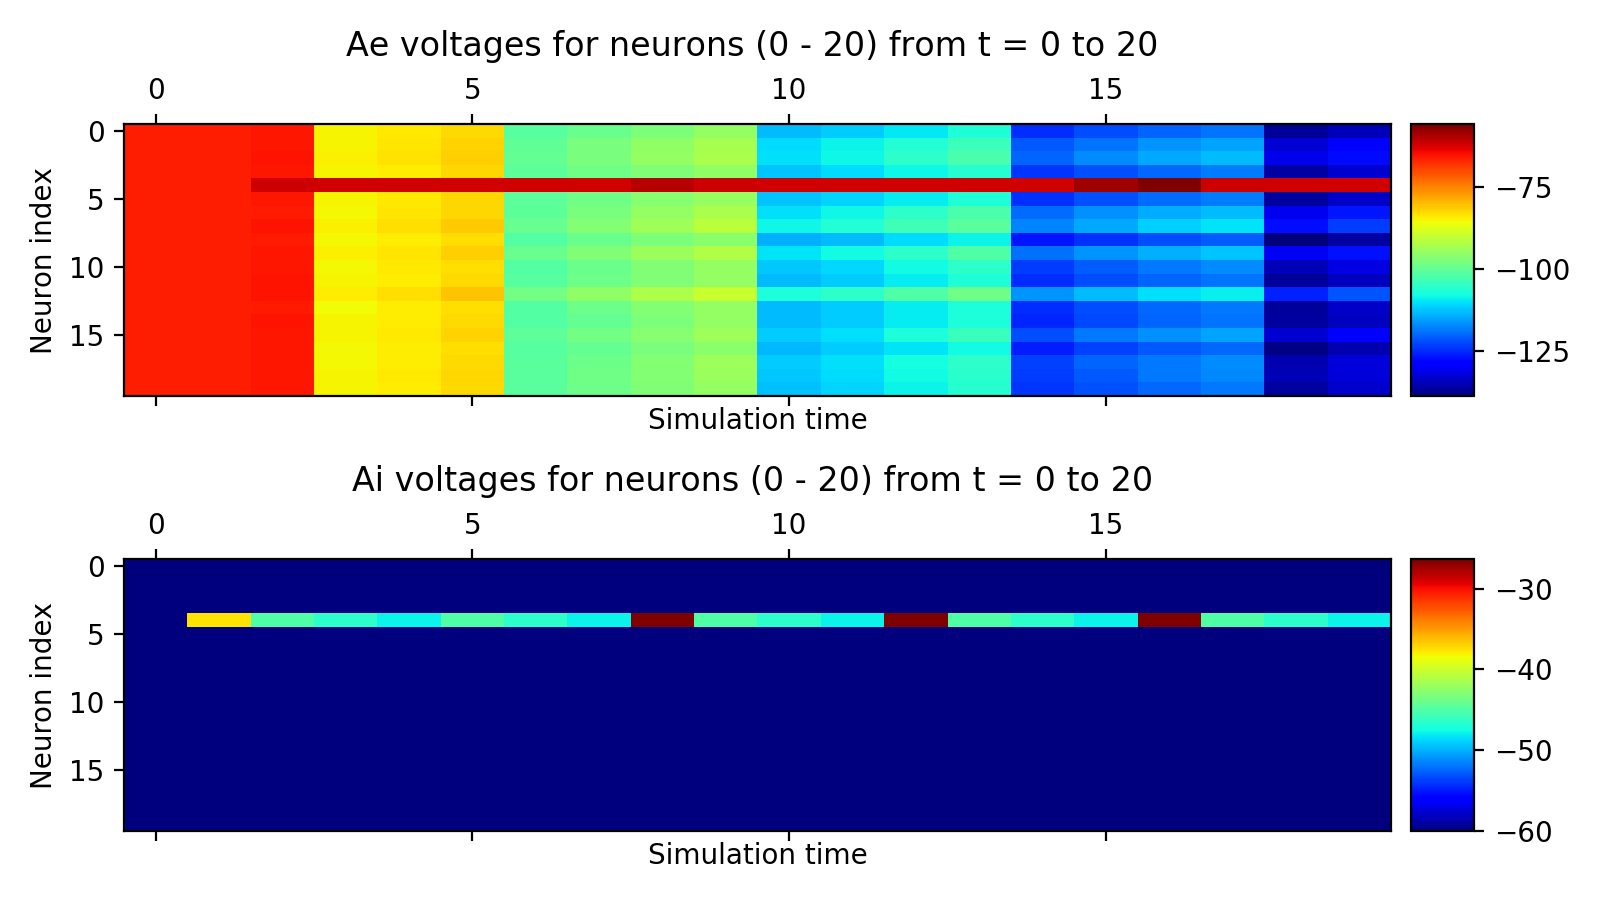 Ae voltages for neurons (0 - 20) from t = 0 to 20
0 5 10 15
0
5
10
15
Neuron index
Simulation time
−75
−100
−125
Ai voltages for neurons (0 - 20) from t = 0 to 20
0 5 10 15
0
5
10
15
Neuron index
Simulation time
−30
−40
−50
−60